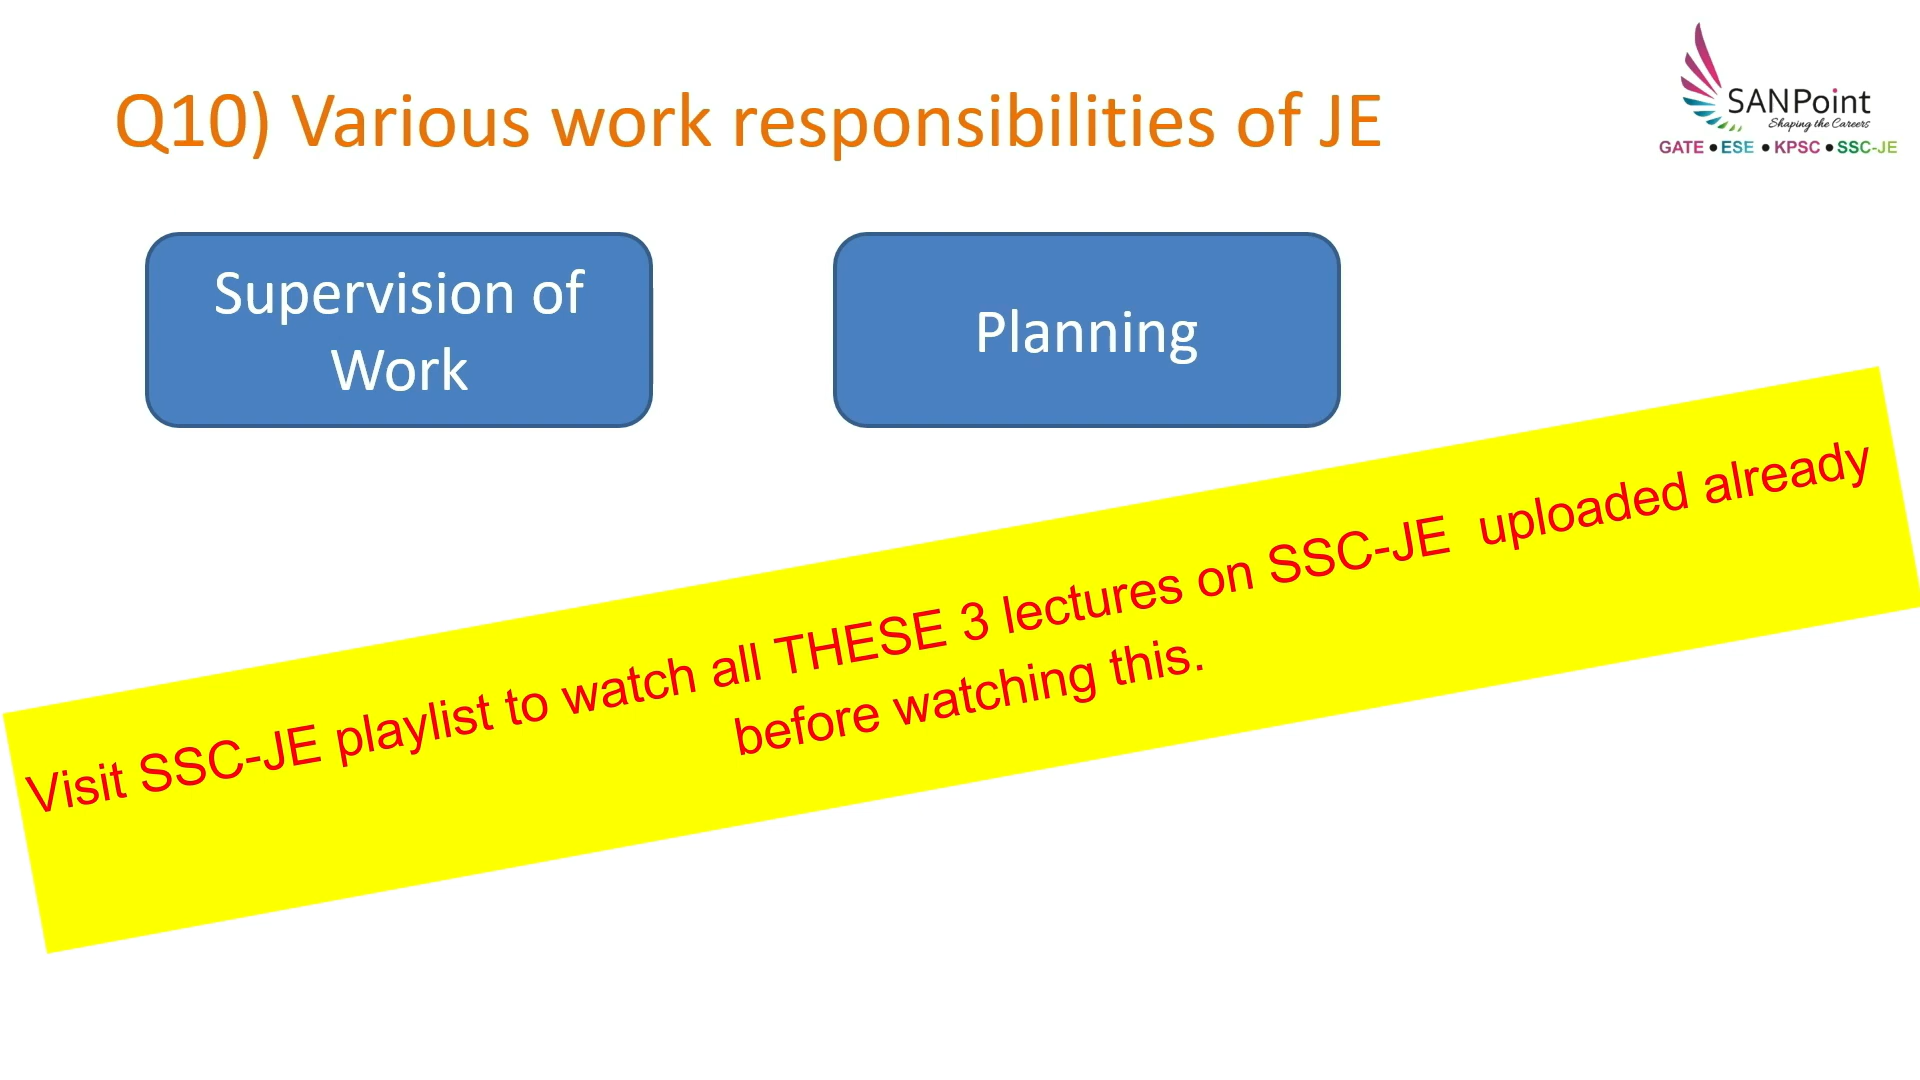 Q10) Various work responsibilities of JE
SANPoint
Shaping the Careers
GATE ● ESE ● KPSC ● SSC-JE
Supervision of
Work
Planning
Visit SSC-JE playlist to watch all THESE 3 lectures on SSC-JE  uploaded already
before watching this.